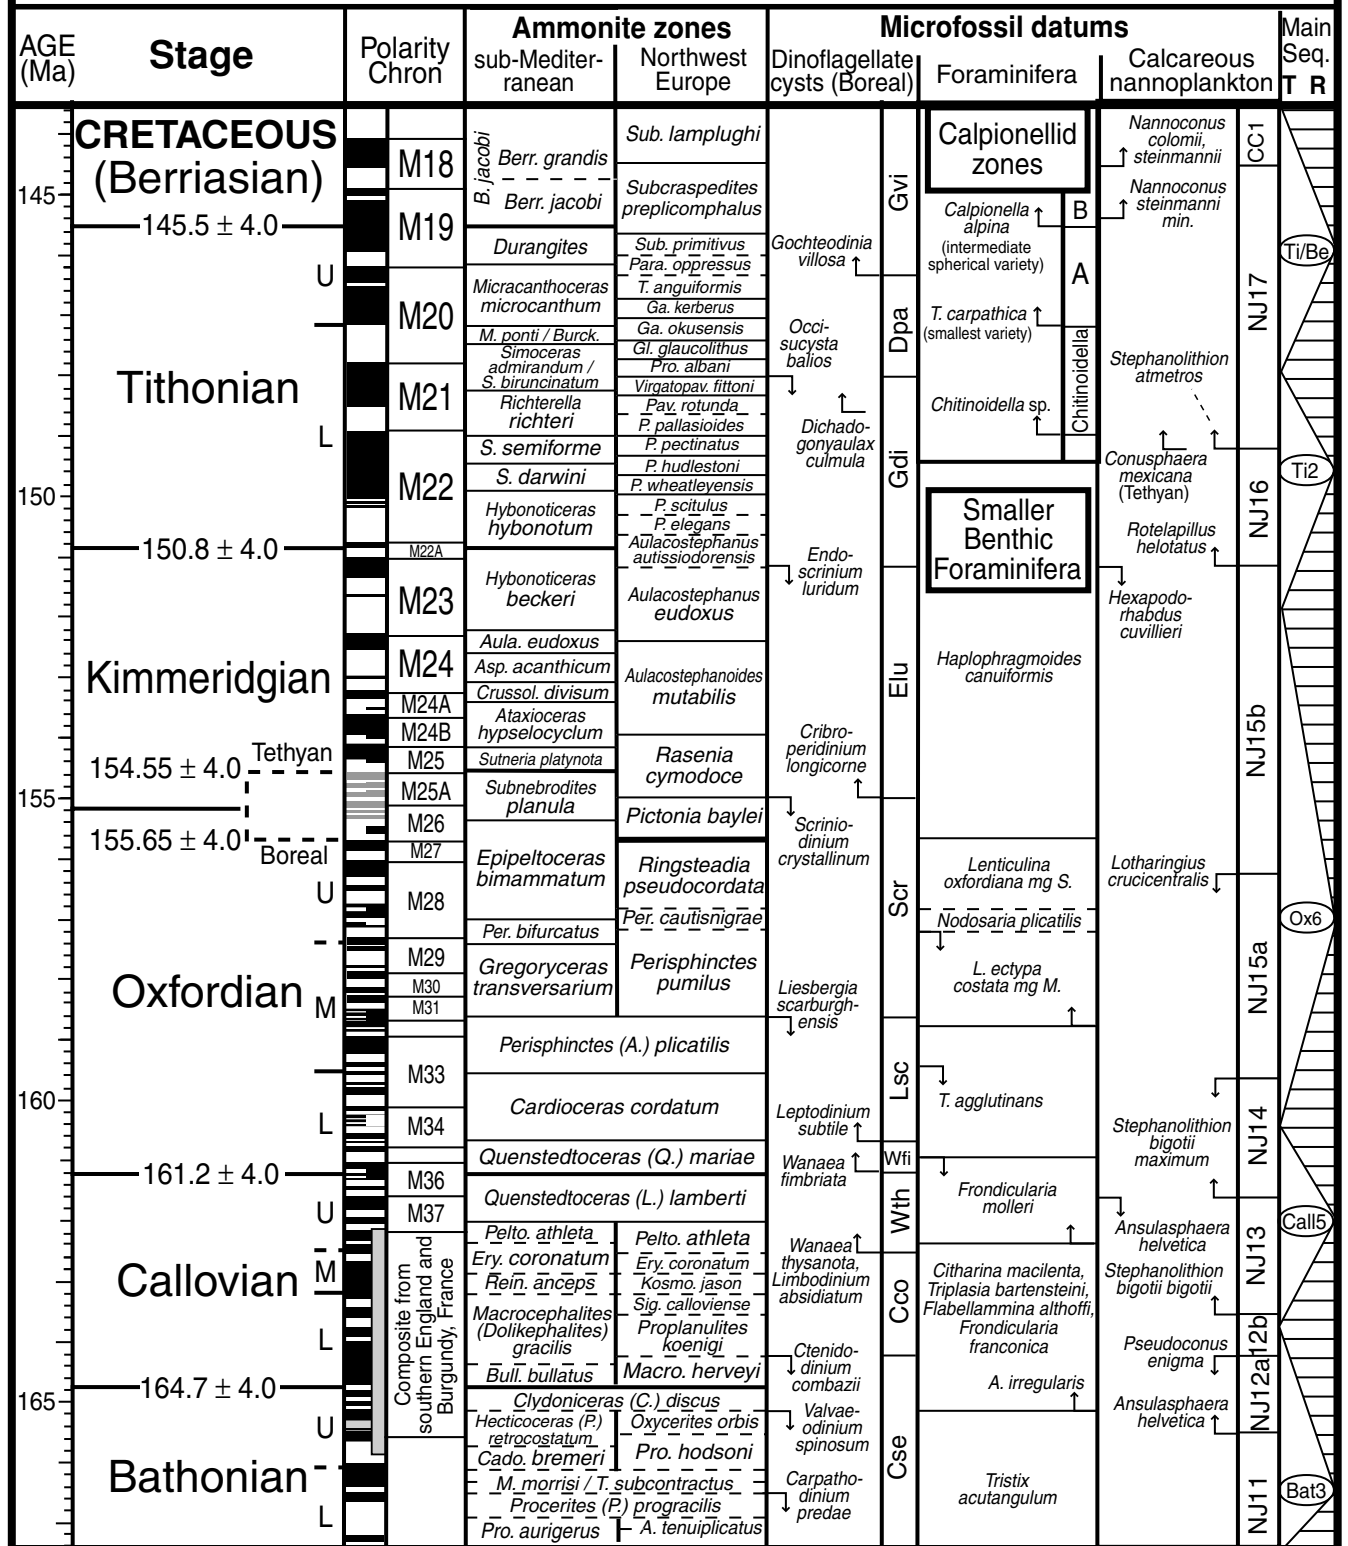 AGE
(Ma)
Stage
Polarity
Chron
Ammonite zones
sub-Mediter-
ranean
Northwest
Europe
Microfossil datums
Dinoflagellate
cysts (Boreal)
Foraminifera
Calcareous
nannoplankton
Main
Seq.
T R
145
150
155
160
165
CRETACEOUS
(Berriasian)
145.5 ± 4.0
U
Tithonian
L
150.8 ± 4.0
Kimmeridgian
Tethyan
154.55 ± 4.0
155.65 ± 4.0
Boreal
U
Oxfordian
M
L
161.2 ± 4.0
U
Callovian
M
L
164.7 ± 4.0
U
Bathonian
L
M18
M19
M20
M21
M22
M22A
M23
M24
M24A
M24B
M25
M25A
M26
M27
M28
M29
M30
M31
M33
M34
M36
M37
Composite from
southern England and
Burgundy, France
B. jacobi
Berr. grandis
Berr. jacobi
Durangites
Micracanthoceras
microcanthum
M. ponti / Burck.
Simoceras
admirandum /
S. biruncinatum
Richterella
richteri
S. semiforme
S. darwini
Hybonoticeras
hybonotum
Hybonoticeras
beckeri
Aula. eudoxus
Asp. acanthicum
Crussol. divisum
Ataxioceras
hypselocyclum
Sutneria platynota
Subnebrodites
planula
Epipeltoceras
bimammatum
Per. bifurcatus
Gregoryceras
transversarium
Perisphinctes (A.) plicatilis
Cardioceras cordatum
Quenstedtoceras (Q.) mariae
Quenstedtoceras (L.) lamberti
Pelto. athleta
Ery. coronatum
Rein. anceps
Macrocephalites
(Dolikephalites)
gracilis
Bull. bullatus
Clydoniceras (C.) discus
Hecticoceras (P.)
retrocostatum
Cado. bremeri
M. morrisi / T. subcontractus
Procerites (P.) progracilis
Pro. aurigerus
Sub. lamplughi
Subcraspedites
preplicomphalus
Sub. primitivus
Para. oppressus
T. anguiformis
Ga. kerberus
Ga. okusensis
Gl. glaucolithus
Pro. albani
Virgatopav. fittoni
Pav. rotunda
P. pallasioides
P. pectinatus
P. hudlestoni
P. wheatleyensis
P. scitulus
P. elegans
Aulacostephanus
autissiodorensis
Aulacostephanus
eudoxus
Aulacostephanoides
mutabilis
Rasenia
cymodoce
Pictonia baylei
Ringsteadia
pseudocordata
Per. cautisnigrae
Perisphinctes
pumilus
Pelto. athleta
Ery. coronatum
Kosmo. jason
Sig. calloviense
Proplanulites
koenigi
Macro. herveyi
Oxycerites orbis
Pro. hodsoni
A. tenuiplicatus
Gochteodinia
villosa
Occi-
sucysta
balios
Dichado-
gonyaulax
culmula
Endo-
scrinium
luridum
Cribro-
peridinium
longicorne
Scrinio-
dinium
crystallinum
Liesbergia
scarburgh-
ensis
Leptodinium
subtile
Wanaea
fimbriata
Wanaea
thysanota,
Limbodinium
absidiatum
Ctenido-
dinium
combazii
Valvae-
odinium
spinosum
Carpatho-
dinium
predae
Gvi
Dpa
Gdi
Elu
Scr
Lsc
Wfi
Wth
Cco
Cse
Calpionellid
zones
Calpionella
alpina
(intermediate
spherical variety)
T. carpathica
(smallest variety)
Chitinoidella sp.
B
A
Chitinoidella
Smaller
Benthic
Foraminifera
Haplophragmoides
canuiformis
Lenticulina
oxfordiana mg S.
Nodosaria plicatilis
L. ectypa
costata mg M.
T. agglutinans
Frondicularia
molleri
Citharina macilenta,
Triplasia bartensteini,
Flabellammina althoffi,
Frondicularia
franconica
A. irregularis
Tristix
acutangulum
Nannoconus
colomii,
steinmannii
Nannoconus
steinmanni
min.
Stephanolithion
atmetros
Conusphaera
mexicana
(Tethyan)
Rotelapillus
helotatus
Hexapodo-
rhabdus
cuvillieri
Lotharingius
crucicentralis
Stephanolithion
bigotii
maximum
Ansulasphaera
helvetica
Stephanolithion
bigotii bigotii
Pseudoconus
enigma
Ansulasphaera
helvetica
CC1
NJ17
NJ16
NJ15b
NJ15a
NJ14
NJ13
12b
NJ12a
NJ11
Ti/Be
Ti2
Ox6
Call5
Bat3